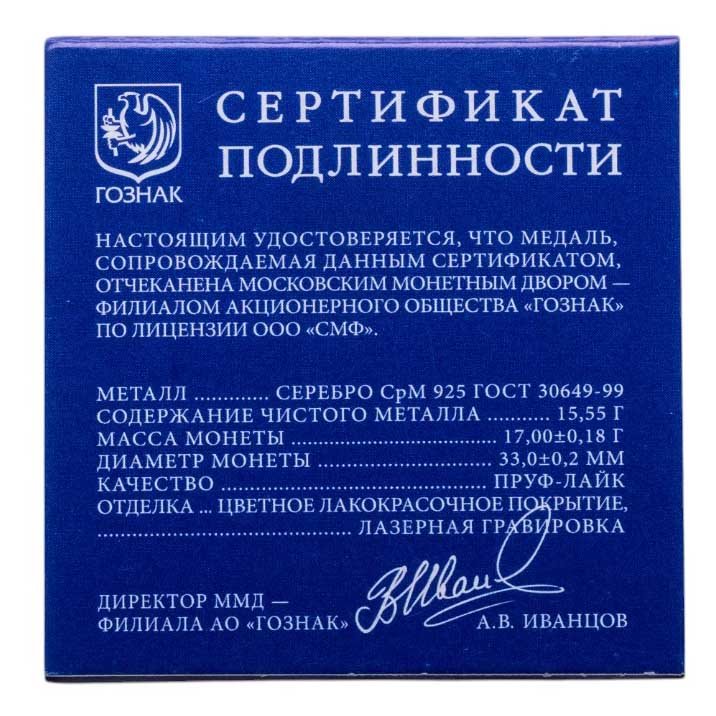 СЕРТИФИКАТ
ПОДЛИННОСТИ
ГОЗНАК
НАСТОЯЩИМ УДОСТОВЕРЯЕТСЯ, ЧТО МЕДАЛЬ,
СОПРОВОЖДАЕМАЯ ДАННЫМ СЕРТИФИКАТОМ,
ОТЧЕКАНЕНА МОСКОВСКИМ МОНЕТНЫМ ДВОРОМ —
ФИЛИАЛОМ АКЦИОНЕРНОГО ОБЩЕСТВА «ГОЗНАК»
ПО ЛИЦЕНЗИИ ООО «СМФ».
МЕТАЛЛ ............. СЕРЕБРО СрМ 925 ГОСТ 30649-99
СОДЕРЖАНИЕ ЧИСТОГО МЕТАЛЛА ........... 15,55 Г
МАССА МОНЕТЫ .................................... 17,00±0,18 Г
ДИАМЕТР МОНЕТЫ ............................... 33,0±0,2 ММ
КАЧЕСТВО ............................................... ПРУФ-ЛАЙК
ОТДЕЛКА ... ЦВЕТНОЕ ЛАКОКРАСОЧНОЕ ПОКРЫТИЕ,
............................................. ЛАЗЕРНАЯ ГРАВИРОВКА
ДИРЕКТОР ММД —
ФИЛИАЛА АО «ГОЗНАК» А.В. ИВАНЦОВ